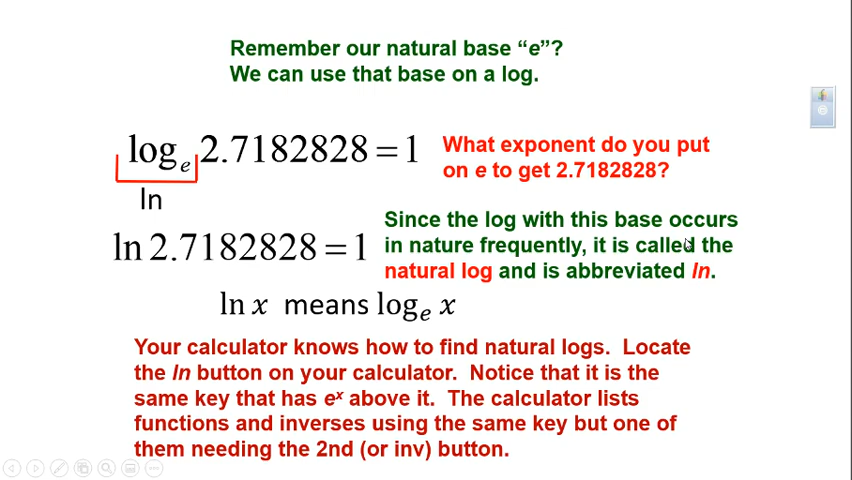 Remember our natural base “e”?
We can use that base on a log.
logₑ 2.7182828 = 1
What exponent do you put
on e to get 2.7182828?
ln
Since the log with this base occurs
in nature frequently, it is called the
natural log and is abbreviated ln.
ln 2.7182828 = 1
ln x means logₑ x
Your calculator knows how to find natural logs. Locate
the ln button on your calculator. Notice that it is the
same key that has eˣ above it. The calculator lists
functions and inverses using the same key but one of
them needing the 2nd (or inv) button.